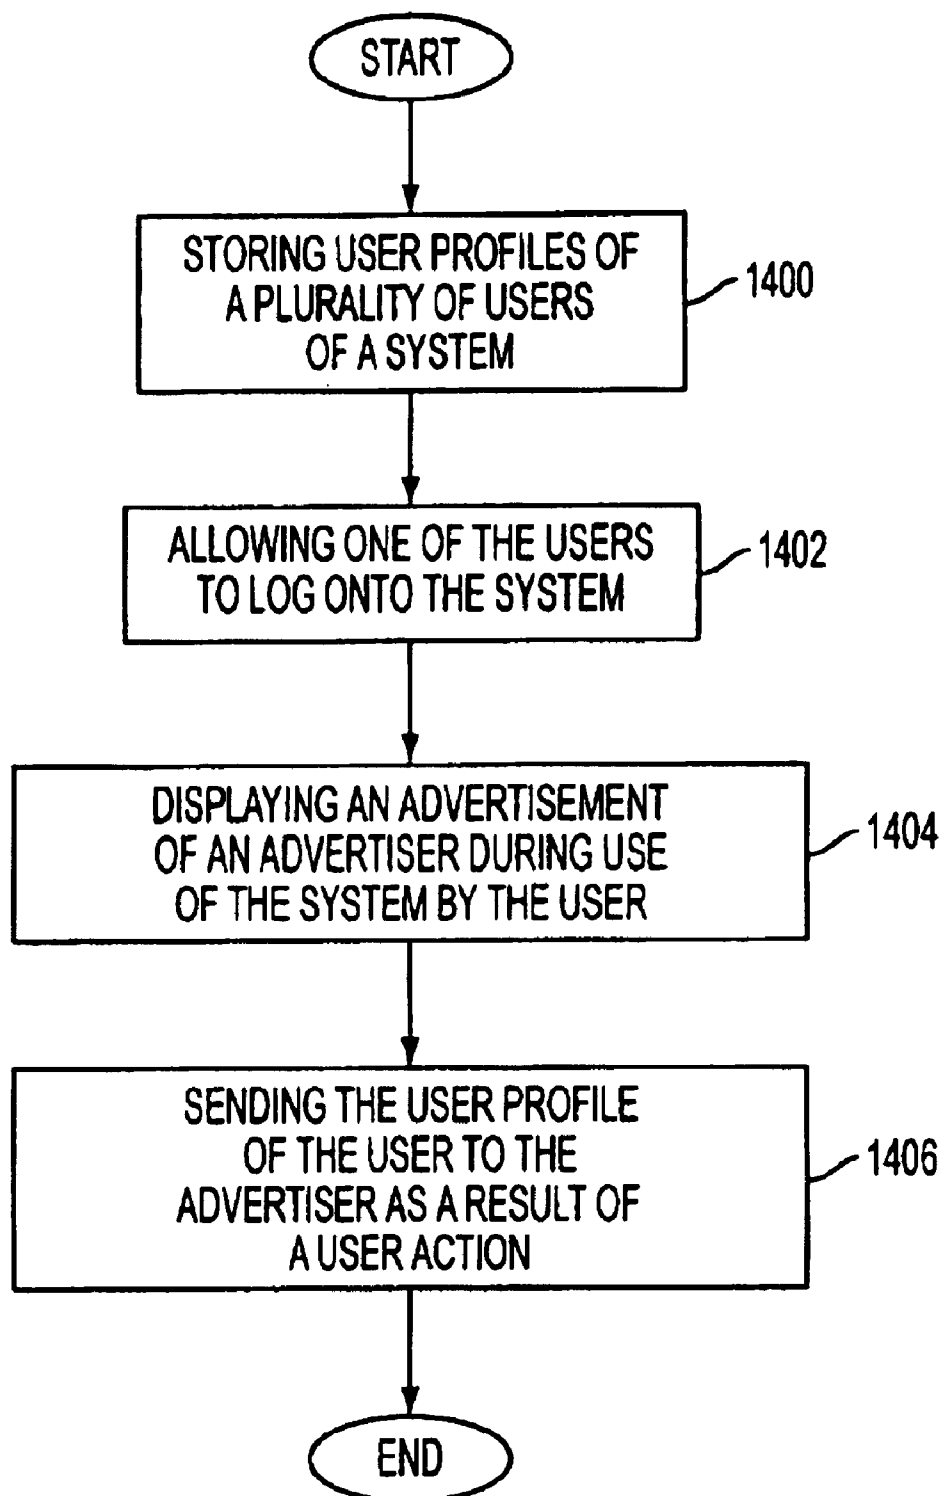 START
STORING USER PROFILES OF
A PLURALITY OF USERS
OF A SYSTEM
1400
ALLOWING ONE OF THE USERS
TO LOG ONTO THE SYSTEM
1402
DISPLAYING AN ADVERTISEMENT
OF AN ADVERTISER DURING USE
OF THE SYSTEM BY THE USER
1404
SENDING THE USER PROFILE
OF THE USER TO THE
ADVERTISER AS A RESULT OF
A USER ACTION
1406
END